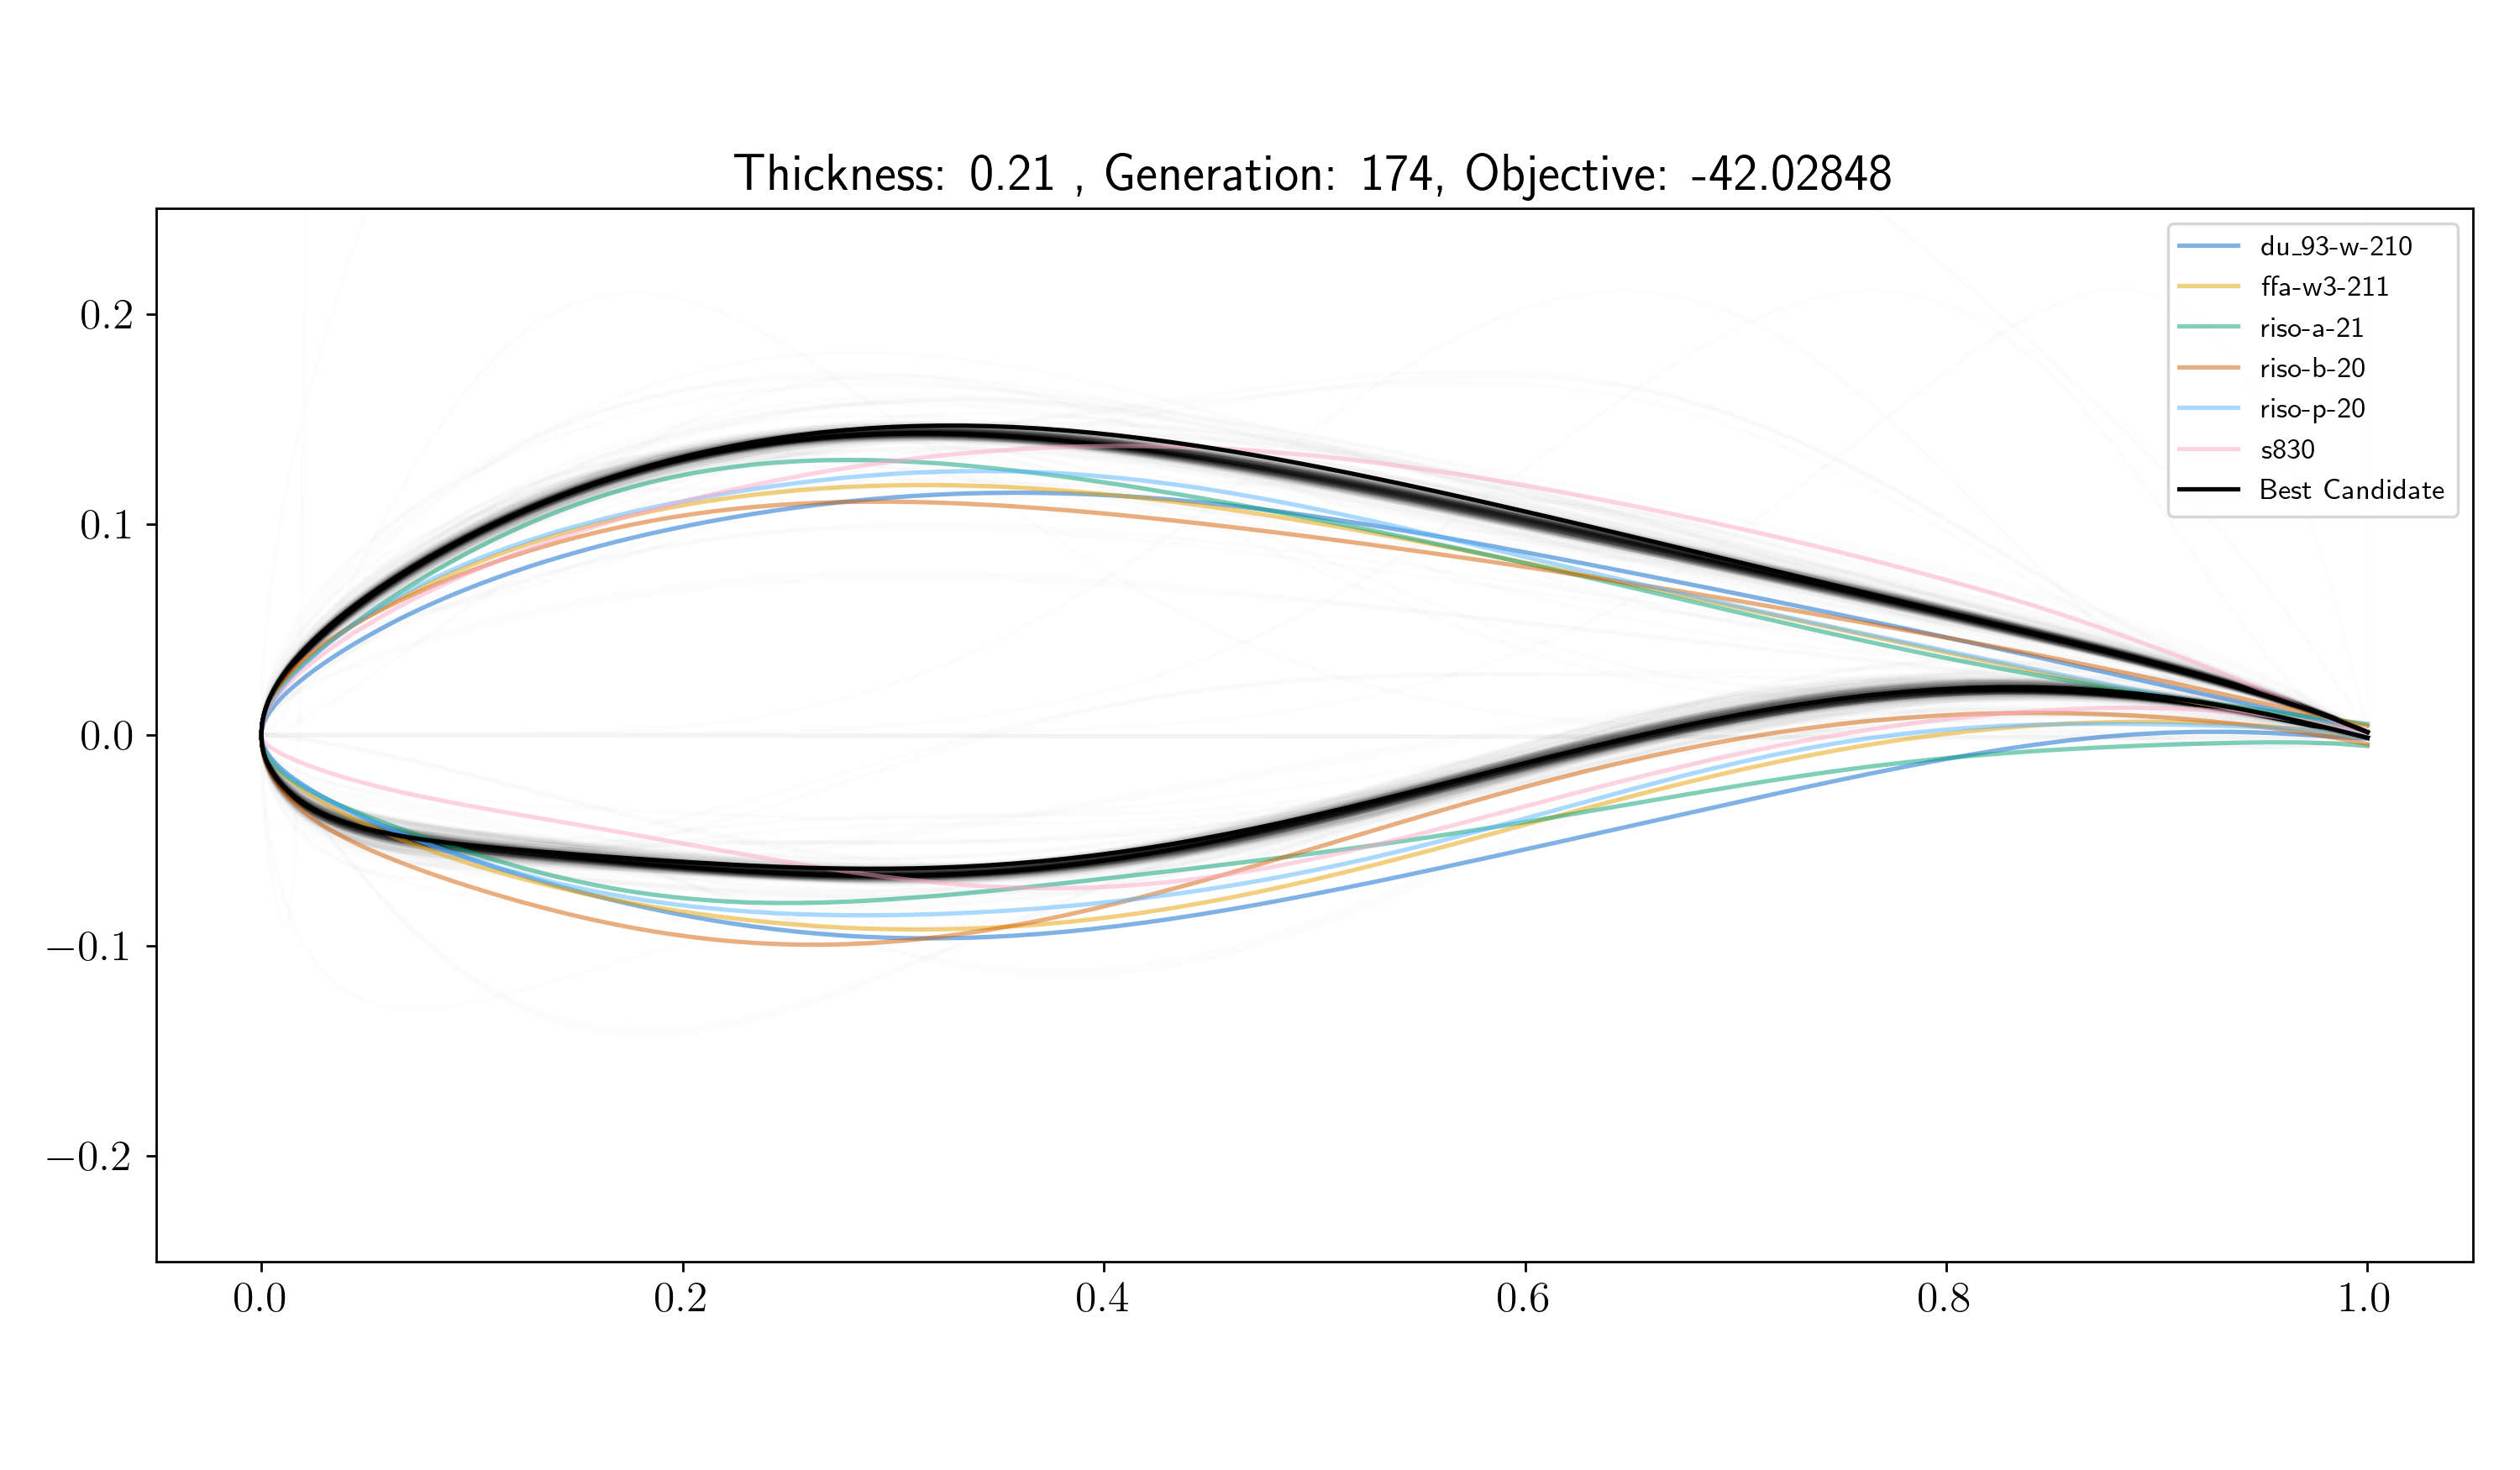 Thickness: 0.21 , Generation: 174, Objective: -42.02848
du_93-w-210
ffa-w3-211
riso-a-21
riso-b-20
riso-p-20
s830
Best Candidate
0.2
0.1
0.0
−0.1
−0.2
0.0 0.2 0.4 0.6 0.8 1.0